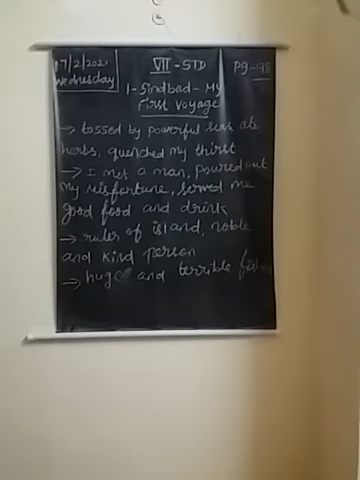 17/2/2021 VII - STD pg-98
Wednesday
1- Sindbad - My
First Voyage
→ tossed by powerful ate
herbs, quenched my thirst
→ I met a man, poured out
my misfortune, served me
good food and drink
→ ruler of island, noble
and kind person
→ huge and terrible